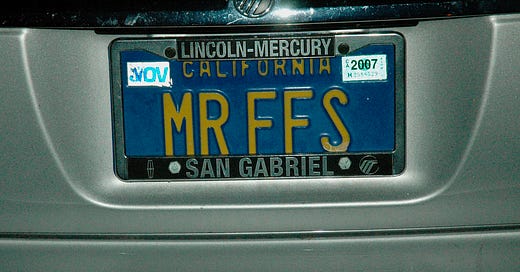 LINCOLN-MERCURY
NOV
CALIFORNIA
2007
MR FFS
SAN GABRIEL